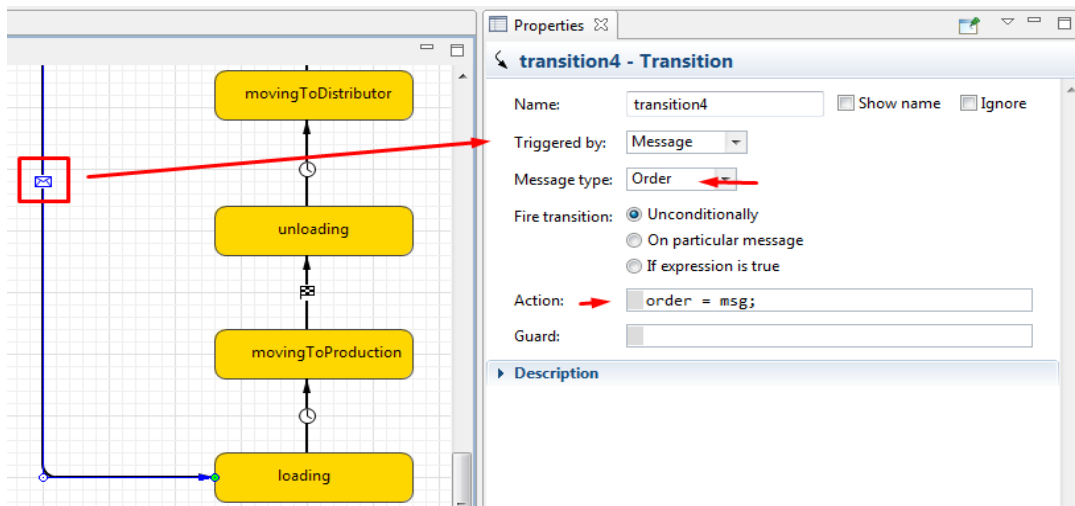 movingToDistributor
unloading
movingToProduction
loading
Properties
transition4 - Transition
Name: transition4 Show name Ignore
Triggered by: Message
Message type: Order
Fire transition: Unconditionally
On particular message
If expression is true
Action: order = msg;
Guard:
Description